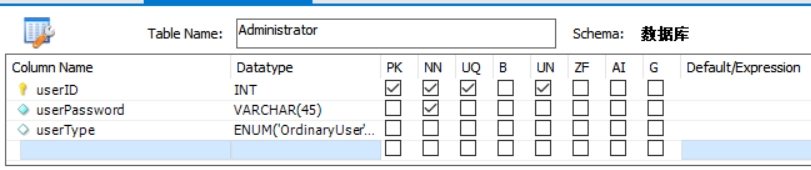 Table Name: Administrator Schema: 数据库
Column Name Datatype PK NN UQ B UN ZF AI G Default/Expression
userID INT
userPassword VARCHAR(45)
userType ENUM('OrdinaryUser'...